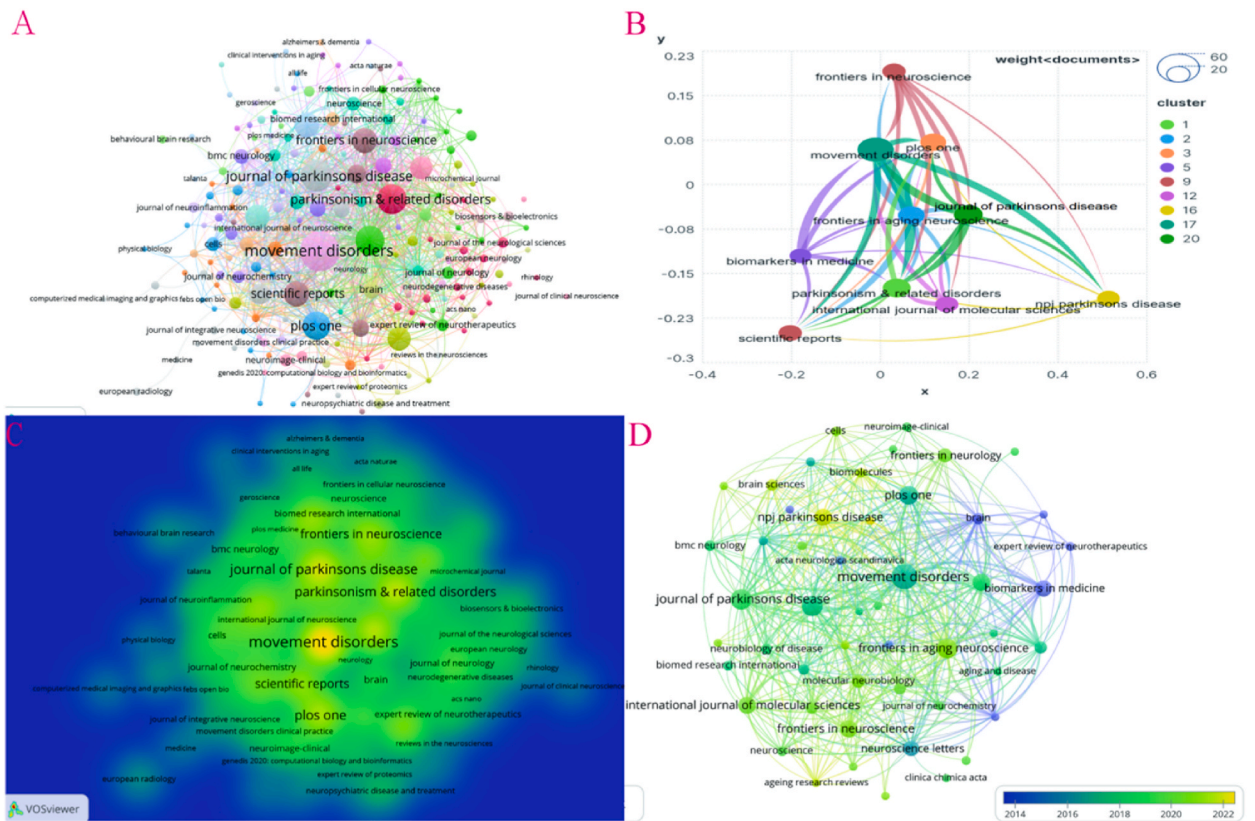 A
alzheimers & dementia
clinical interventions in aging
acta naturae
all life
frontiers in cellular neuroscience
geroscience
neuroscience
biomed research international
behavioural brain research
plos medicine
frontiers in neuroscience
bmc neurology
talanta
journal of parkinsons disease
microchemical journal
parkinsonism & related disorders
journal of neuroinflammation
biosensors & bioelectronics
international journal of neuroscience
physical biology
cells
movement disorders
journal of the neurological sciences
european neurology
neurology
journal of neurochemistry
journal of neurology
rhinology
neurodegenerative diseases
scientific reports
brain
computerized medical imaging and graphics
febs open bio
journal of clinical neuroscience
acs nano
journal of integrative neuroscience
plos one
expert review of neurotherapeutics
movement disorders clinical practice
reviews in the neurosciences
medicine
neuroimage-clinical
genedis 2020: computational biology and bioinformatics
european radiology
expert review of proteomics
neuropsychiatric disease and treatment
B
y
0.23
0.15
0.08
0
-0.08
-0.15
-0.23
-0.3
-0.4
-0.2
0
0.2
0.4
0.6
x
weight<documents>
60
20
cluster
1
2
3
5
9
12
16
17
20
frontiers in neuroscience
plos one
movement disorders
journal of parkinsons disease
frontiers in aging neuroscience
biomarkers in medicine
parkinsonism & related disorders
npj parkinsons disease
international journal of molecular sciences
scientific reports
C
alzheimers & dementia
clinical interventions in aging
acta naturae
all life
frontiers in cellular neuroscience
geroscience
neuroscience
biomed research international
behavioural brain research
plos medicine
frontiers in neuroscience
bmc neurology
talanta
journal of parkinsons disease
microchemical journal
parkinsonism & related disorders
journal of neuroinflammation
biosensors & bioelectronics
international journal of neuroscience
physical biology
cells
movement disorders
journal of the neurological sciences
european neurology
neurology
journal of neurochemistry
journal of neurology
rhinology
neurodegenerative diseases
scientific reports
brain
computerized medical imaging and graphics
febs open bio
journal of clinical neuroscience
acs nano
journal of integrative neuroscience
plos one
expert review of neurotherapeutics
movement disorders clinical practice
reviews in the neurosciences
medicine
neuroimage-clinical
genedis 2020: computational biology and bioinformatics
european radiology
expert review of proteomics
neuropsychiatric disease and treatment
VOSviewer
D
neuroimage-clinical
cells
frontiers in neurology
biomolecules
brain sciences
plos one
npj parkinsons disease
brain
bmc neurology
expert review of neurotherapeutics
acta neurologica scandinavica
movement disorders
biomarkers in medicine
journal of parkinsons disease
neurobiology of disease
frontiers in aging neuroscience
biomed research international
aging and disease
molecular neurobiology
international journal of molecular sciences
journal of neurochemistry
frontiers in neuroscience
neuroscience
neuroscience letters
ageing research reviews
clinica chimica acta
2014
2016
2018
2020
2022